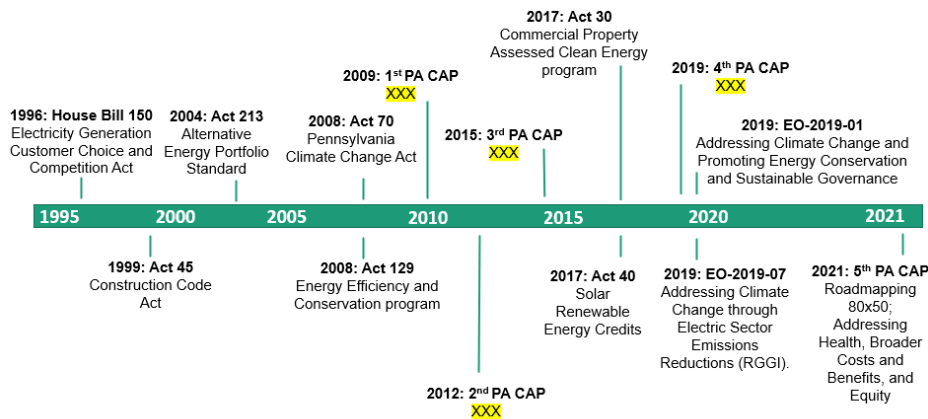 2017: Act 30
Commercial Property
Assessed Clean Energy
program
2009: 1st PA CAP
XXX
2019: 4th PA CAP
XXX
1996: House Bill 150
Electricity Generation
Customer Choice and
Competition Act
2004: Act 213
Alternative
Energy Portfolio
Standard
2008: Act 70
Pennsylvania
Climate Change Act
2015: 3rd PA CAP
XXX
2019: EO-2019-01
Addressing Climate Change and
Promoting Energy Conservation
and Sustainable Governance
1995 2000 2005 2010 2015 2020 2021
1999: Act 45
Construction Code
Act
2008: Act 129
Energy Efficiency and
Conservation program
2017: Act 40
Solar
Renewable
Energy Credits
2019: EO-2019-07
Addressing Climate
Change through
Electric Sector
Emissions
Reductions (RGGI).
2021: 5th PA CAP
Roadmapping
80x50;
Addressing
Health, Broader
Costs and
Benefits, and
Equity
2012: 2nd PA CAP
XXX